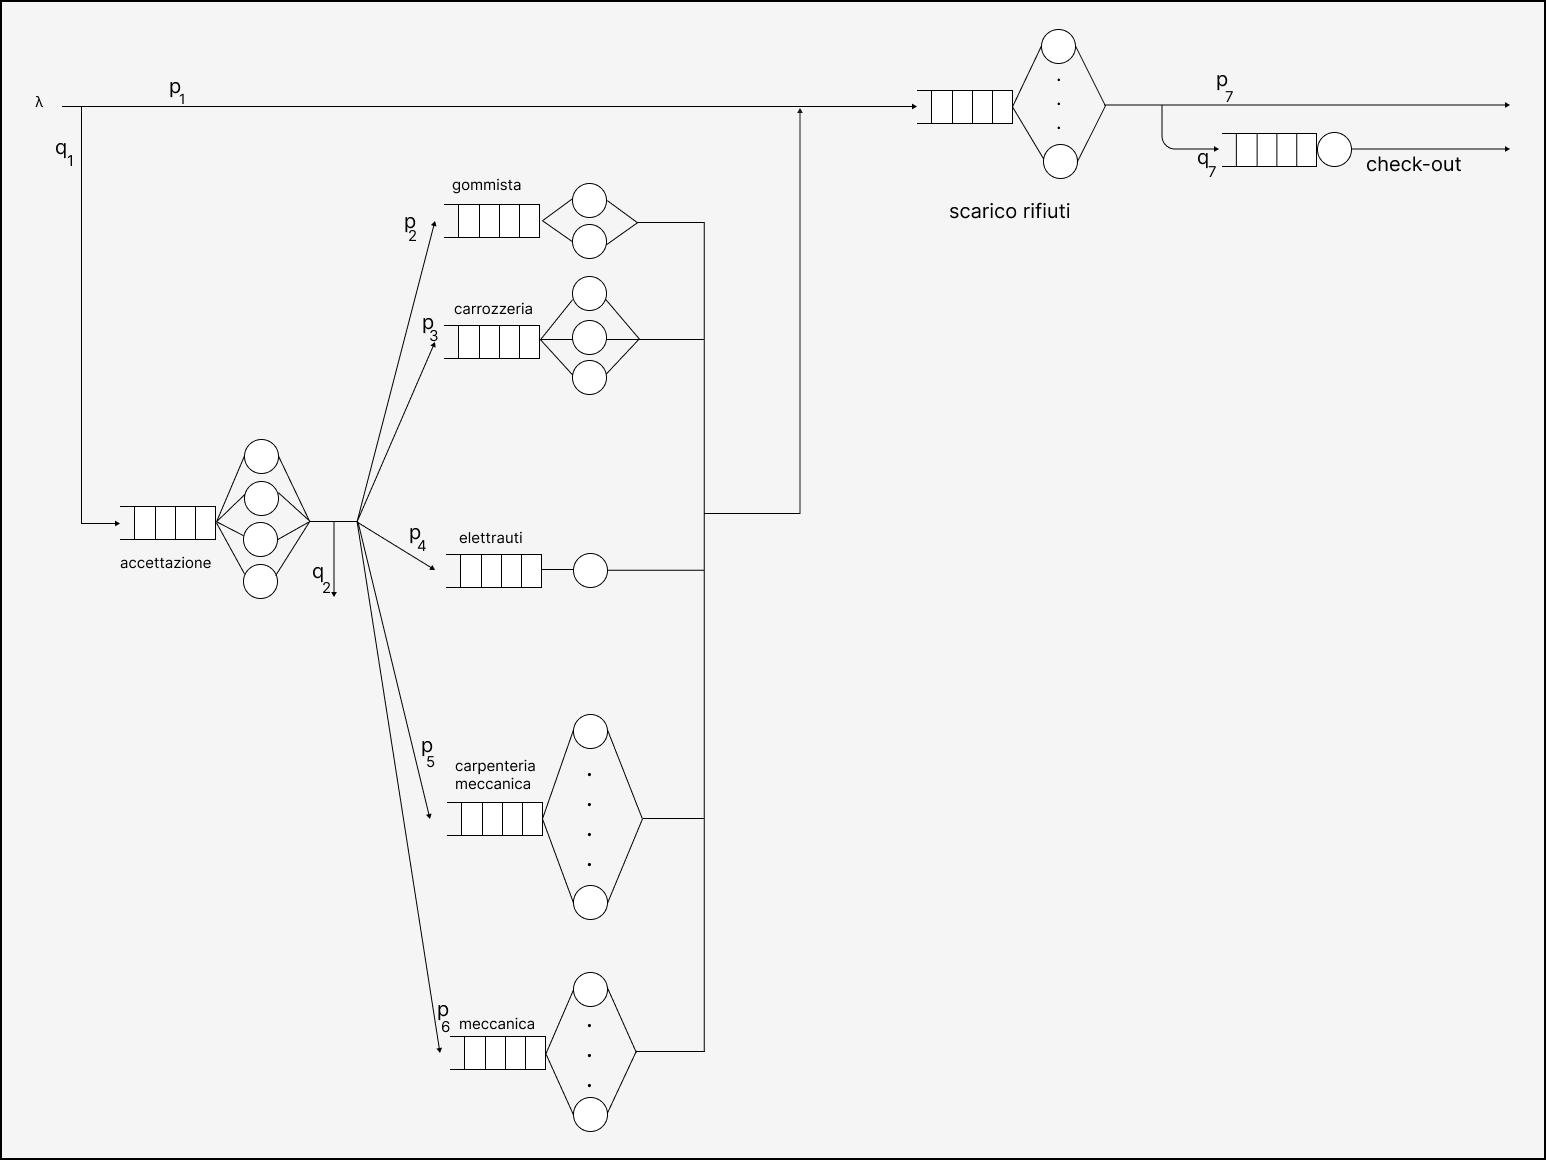 λ
p1
q1
p7
q7
check-out
scarico rifiuti
gommista
p2
carrozzeria
p3
accettazione
q2
p4
elettrauti
p5
carpenteria
meccanica
p6
meccanica